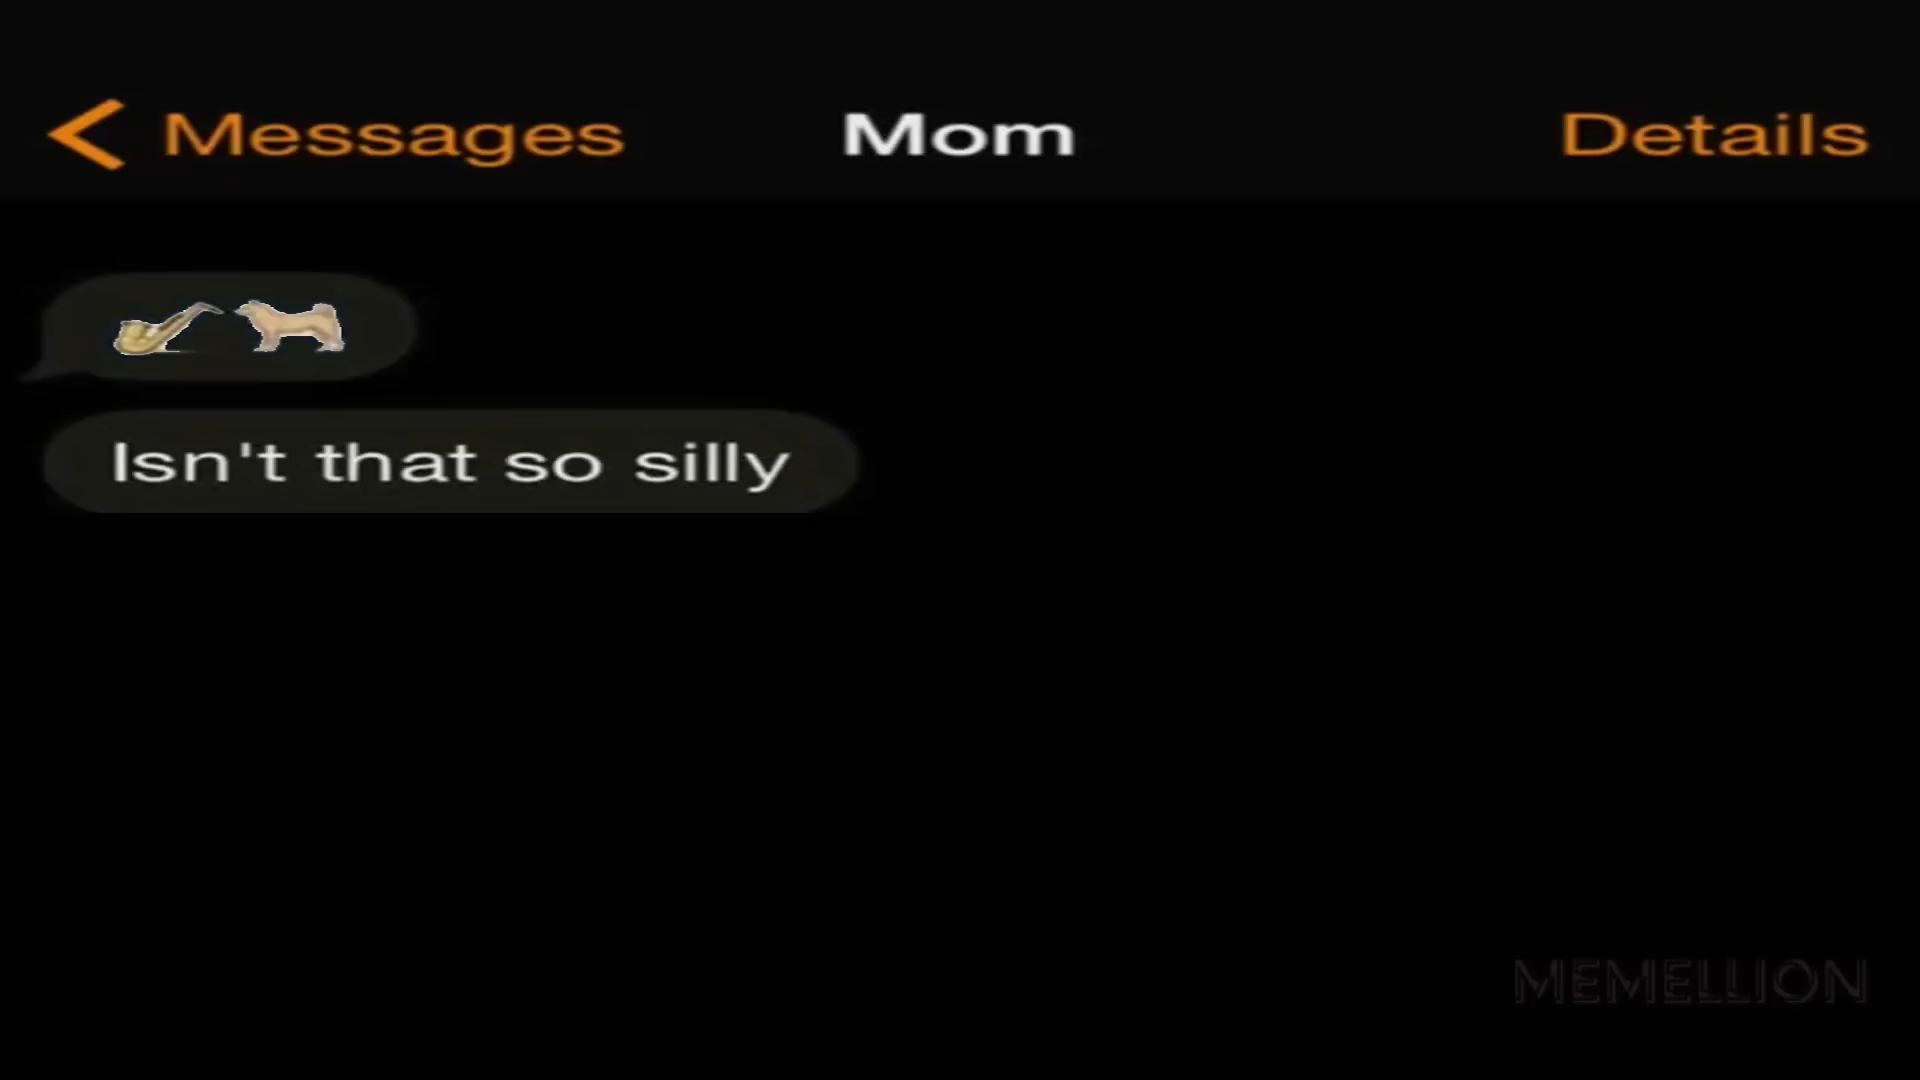 Messages
Mom
Details
🎷🐕
Isn't that so silly
MEMELLION